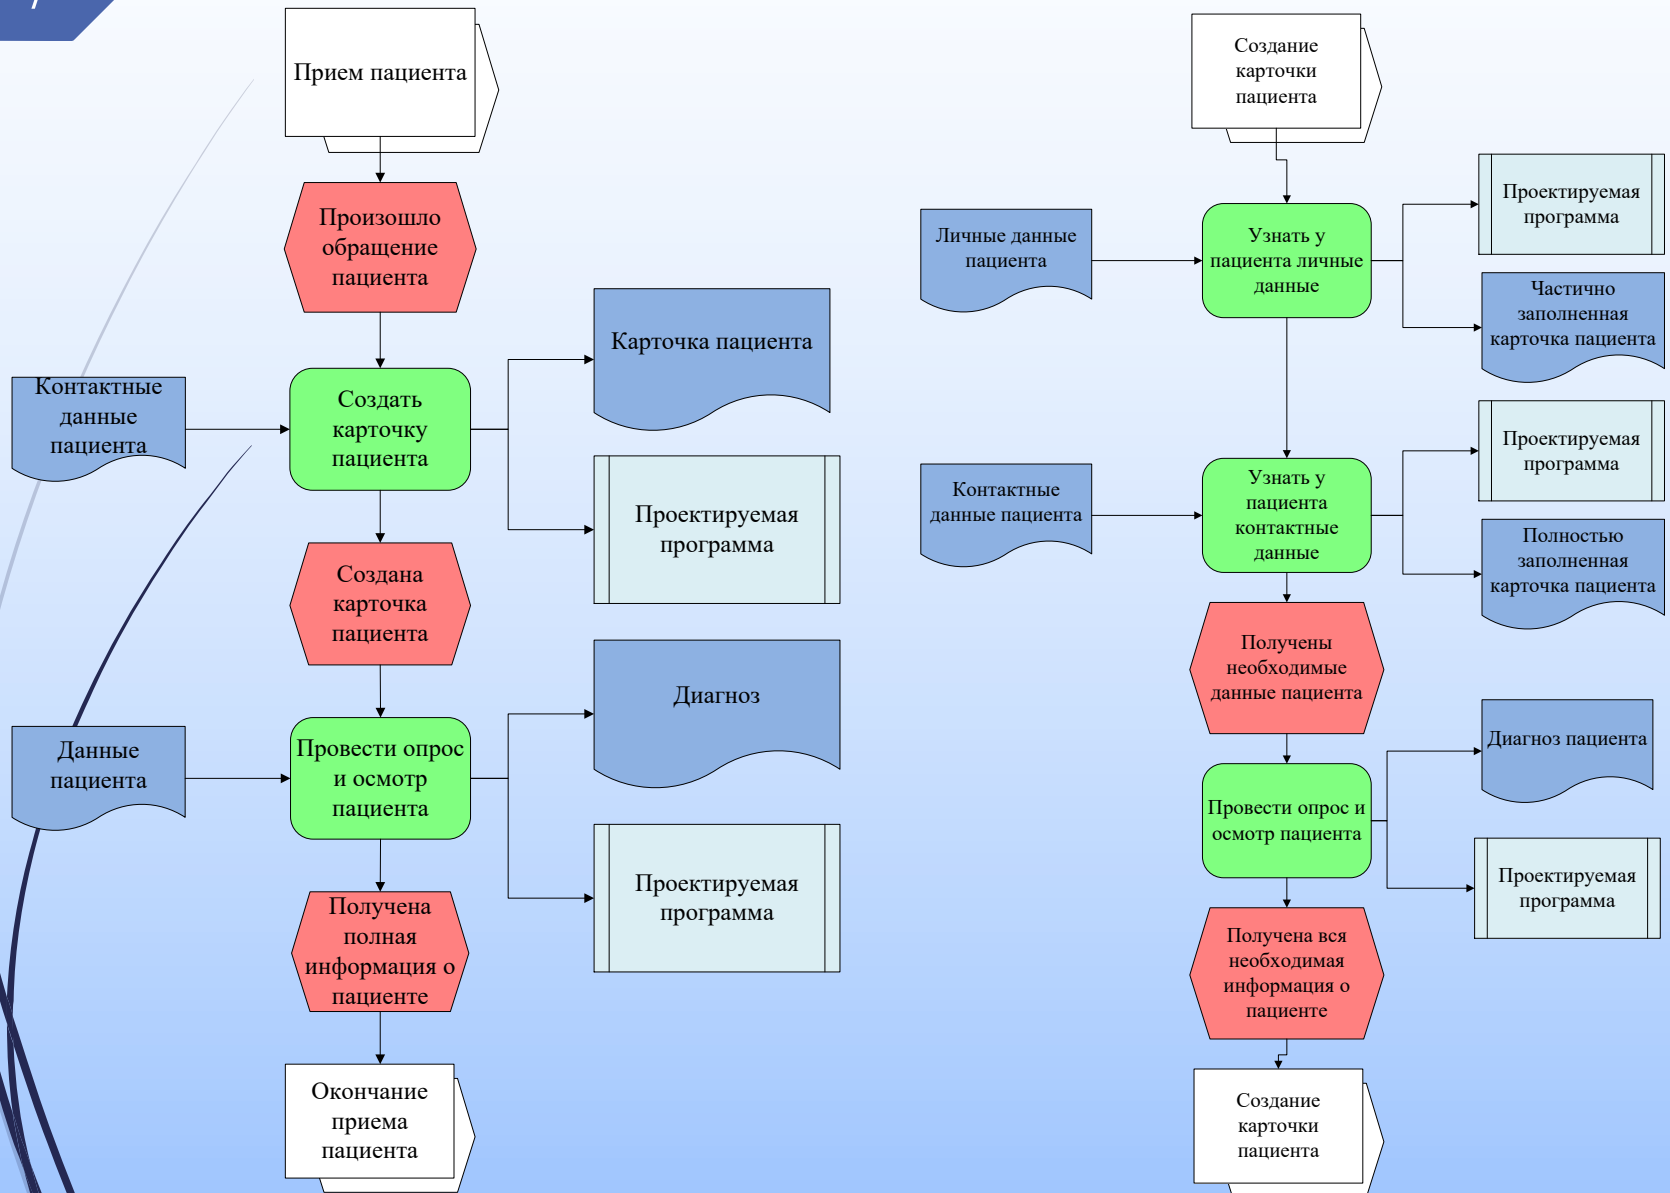 Прием пациента
Произошло
обращение
пациента
Контактные
данные
пациента
Создать
карточку
пациента
Карточка пациента
Проектируемая
программа
Создана
карточка
пациента
Данные
пациента
Провести опрос
и осмотр
пациента
Диагноз
Проектируемая
программа
Получена
полная
информация о
пациенте
Окончание
приема
пациента
Создание
карточки
пациента
Личные данные
пациента
Узнать у
пациента личные
данные
Проектируемая
программа
Частично
заполненная
карточка пациента
Контактные
данные пациента
Узнать у
пациента
контактные
данные
Проектируемая
программа
Полностью
заполненная
карточка пациента
Получены
необходимые
данные пациента
Провести опрос и
осмотр пациента
Диагноз пациента
Проектируемая
программа
Получена вся
необходимая
информация о
пациенте
Создание
карточки
пациента